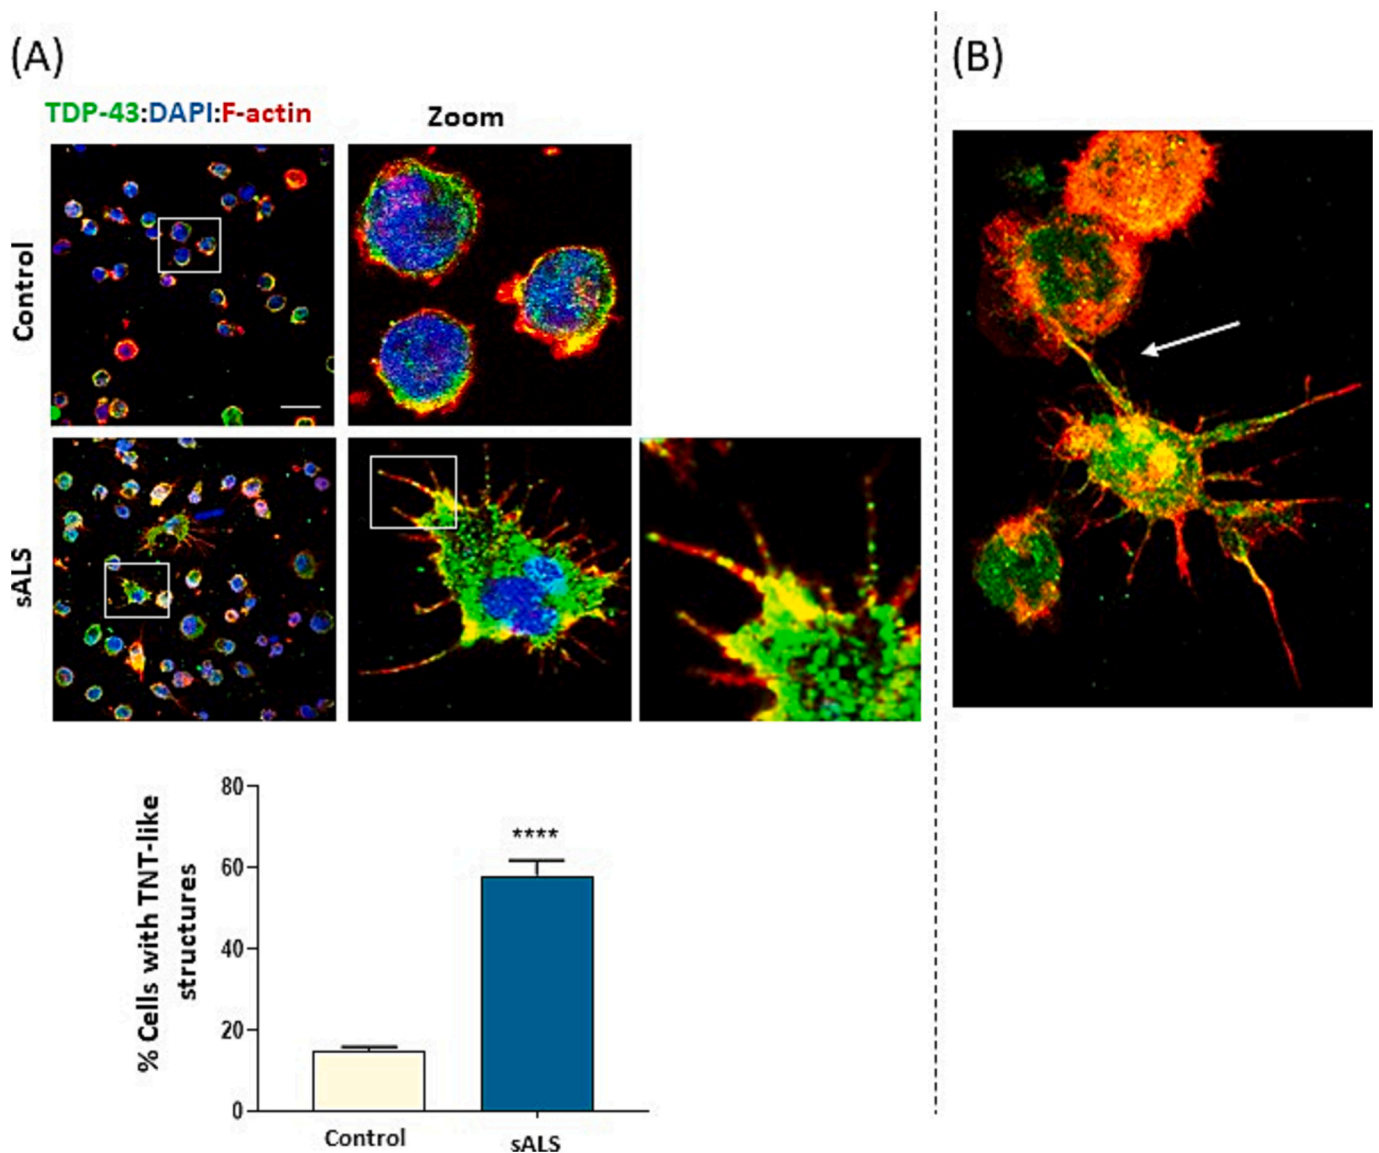 (A)
(B)
TDP-43:DAPI:F-actin
Zoom
Control
sALS
% Cells with TNT-like
structures
80
60
40
20
0
****
Control
sALS